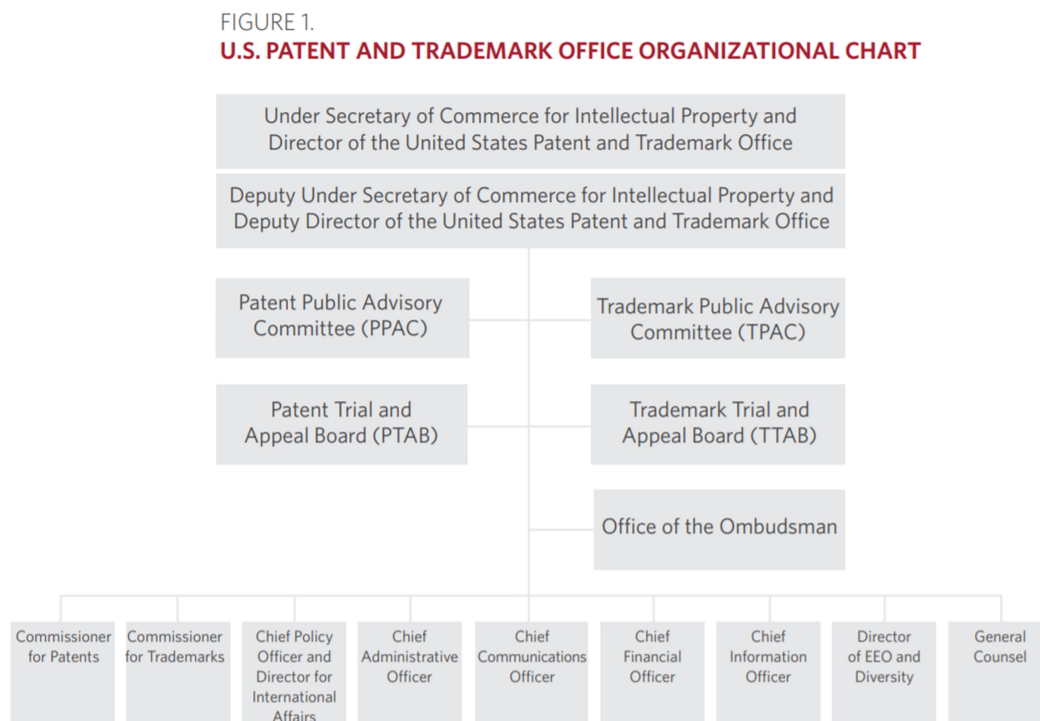 FIGURE 1.
U.S. PATENT AND TRADEMARK OFFICE ORGANIZATIONAL CHART
Under Secretary of Commerce for Intellectual Property and
Director of the United States Patent and Trademark Office
Deputy Under Secretary of Commerce for Intellectual Property and
Deputy Director of the United States Patent and Trademark Office
Patent Public Advisory
Committee (PPAC)
Trademark Public Advisory
Committee (TPAC)
Patent Trial and
Appeal Board (PTAB)
Trademark Trial and
Appeal Board (TTAB)
Office of the Ombudsman
Commissioner
for Patents
Commissioner
for Trademarks
Chief Policy
Officer and
Director for
International
Affairs
Chief
Administrative
Officer
Chief
Communications
Officer
Chief
Financial
Officer
Chief
Information
Officer
Director
of EEO and
Diversity
General
Counsel